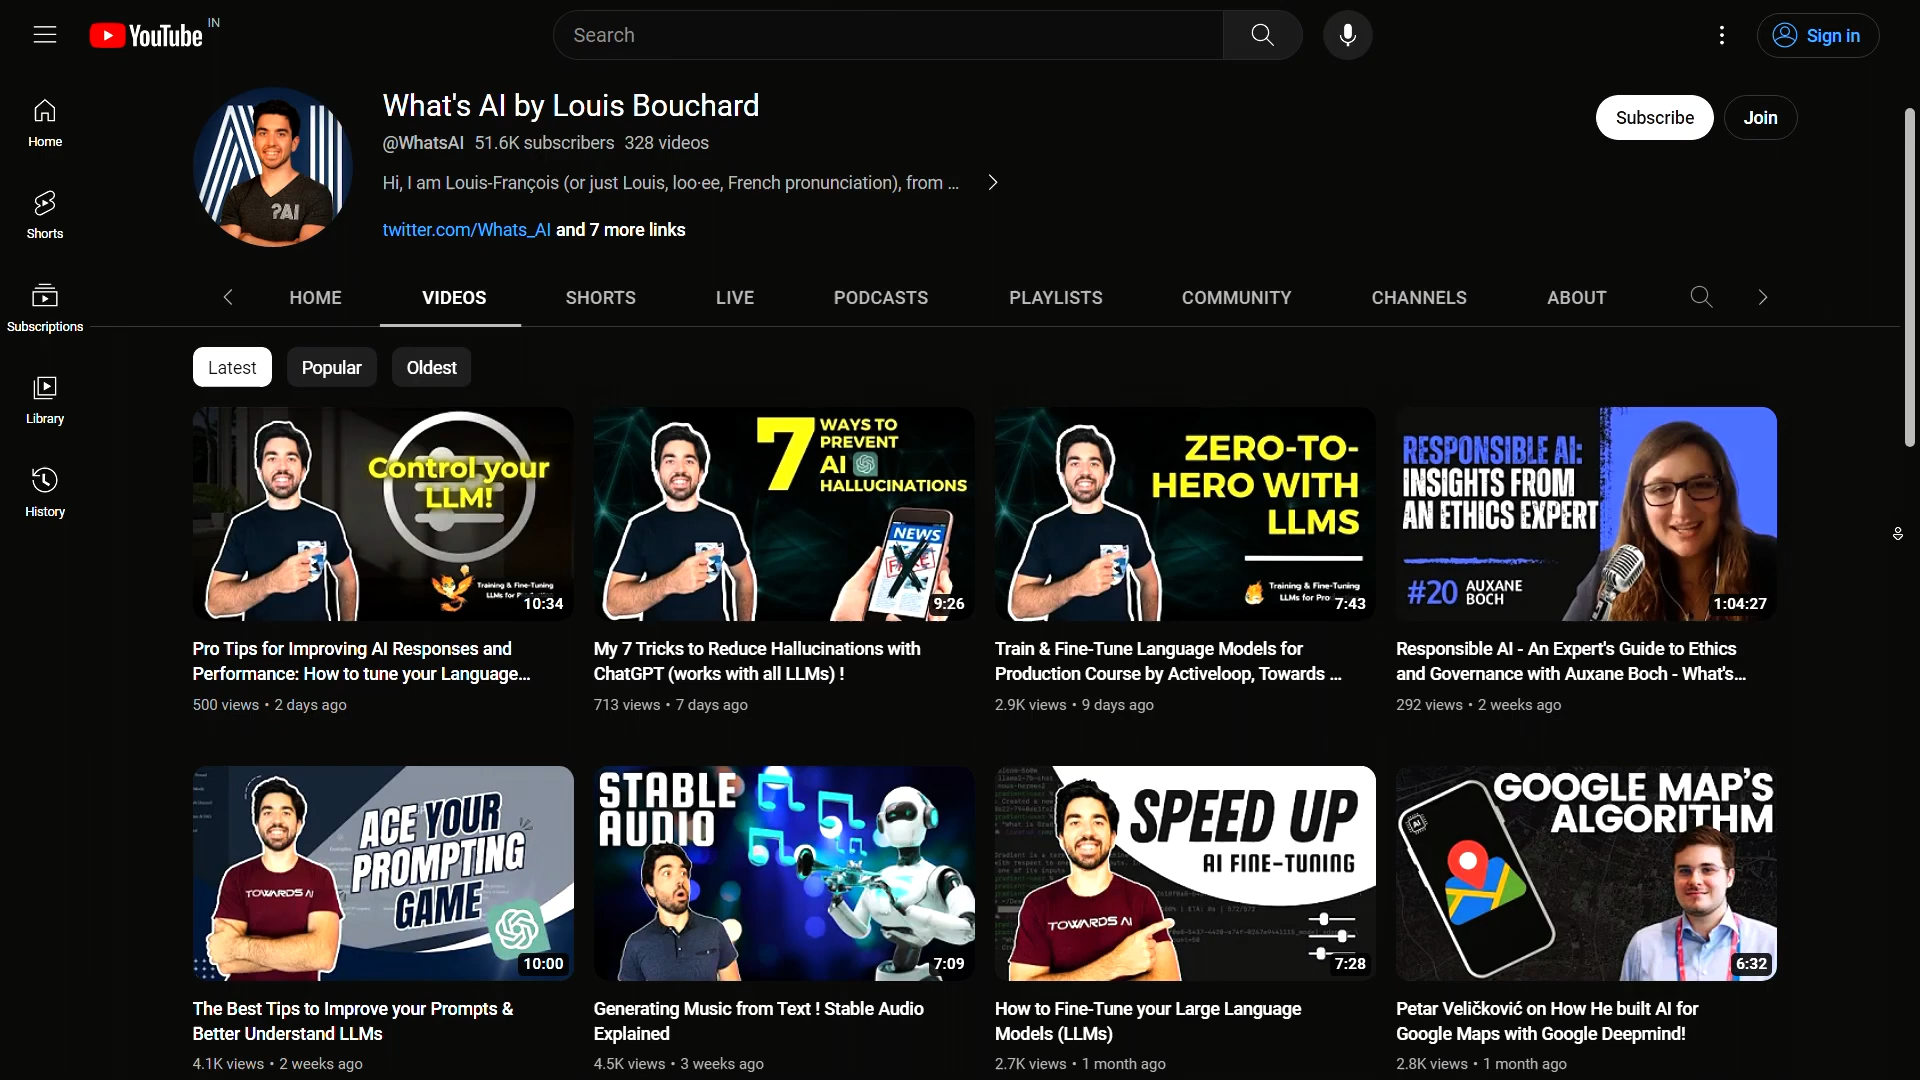 YouTube IN
Search
Sign in
Home
Shorts
Subscriptions
Library
History
What's AI by Louis Bouchard
@WhatsAI 51.6K subscribers 328 videos
Hi, I am Louis-François (or just Louis, loo·ee, French pronunciation), from ...
twitter.com/Whats_AI and 7 more links
Subscribe
Join
HOME VIDEOS SHORTS LIVE PODCASTS PLAYLISTS COMMUNITY CHANNELS ABOUT
Latest Popular Oldest
AI
?AI
Control your
LLM!
Training & Fine-Tuning
10:34
Pro Tips for Improving AI Responses and
Performance: How to tune your Language...
500 views • 2 days ago
7
WAYS TO
PREVENT
AI
HALLUCINATIONS
NEWS
9:26
My 7 Tricks to Reduce Hallucinations with
ChatGPT (works with all LLMs) !
713 views • 7 days ago
ZERO-TO-
HERO WITH
LLMS
Training & Fine-Tuning
LLMs for
7:43
Train & Fine-Tune Language Models for
Production Course by Activeloop, Towards ...
2.9K views • 9 days ago
RESPONSIBLE AI:
INSIGHTS FROM
AN ETHICS EXPERT
#20 AUXANE
BOCH
1:04:27
Responsible AI - An Expert's Guide to Ethics
and Governance with Auxane Boch - What's...
292 views • 2 weeks ago
ACE YOUR
PROMPTING
GAME
TOWARDS AI
10:00
The Best Tips to Improve your Prompts &
Better Understand LLMs
4.1K views • 2 weeks ago
STABLE
AUDIO
7:09
Generating Music from Text ! Stable Audio
Explained
4.5K views • 3 weeks ago
SPEED UP
AI FINE-TUNING
TOWARDS AI
7:28
How to Fine-Tune your Large Language
Models (LLMs)
2.7K views • 1 month ago
GOOGLE MAP'S
ALGORITHM
AI
6:32
Petar Veličković on How He built AI for
Google Maps with Google Deepmind!
2.8K views • 1 month ago